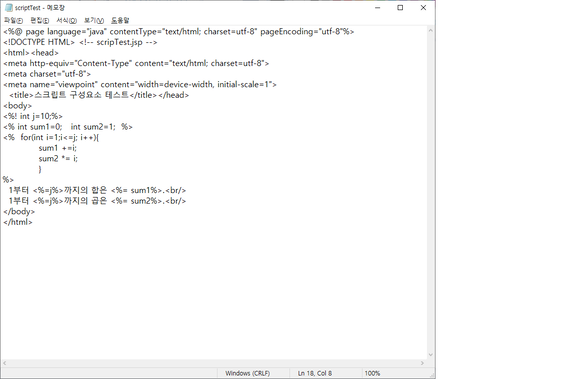 scriptTest - 메모장
파일(F) 편집(E) 서식(O) 보기(V) 도움말
<%@ page language="java" contentType="text/html; charset=utf-8" pageEncoding="utf-8"%>
<!DOCTYPE HTML> <!-- scripTest.jsp -->
<html><head>
<meta http-equiv="Content-Type" content="text/html; charset=utf-8">
<meta charset="utf-8">
<meta name="viewpoint" content="width=device-width, initial-scale=1">
<title>스크립트 구성요소 테스트</title></head>
<body>
<%! int j=10;%>
<% int sum1=0; int sum2=1; %>
<% for(int i=1;i<=j; i++){
sum1 +=i;
sum2 *= i;
}
%>
1부터 <%=j%>까지의 합은 <%= sum1%>.<br/>
1부터 <%=j%>까지의 곱은 <%= sum2%>.<br/>
</body>
</html>
Windows (CRLF) Ln 18, Col 8 100%